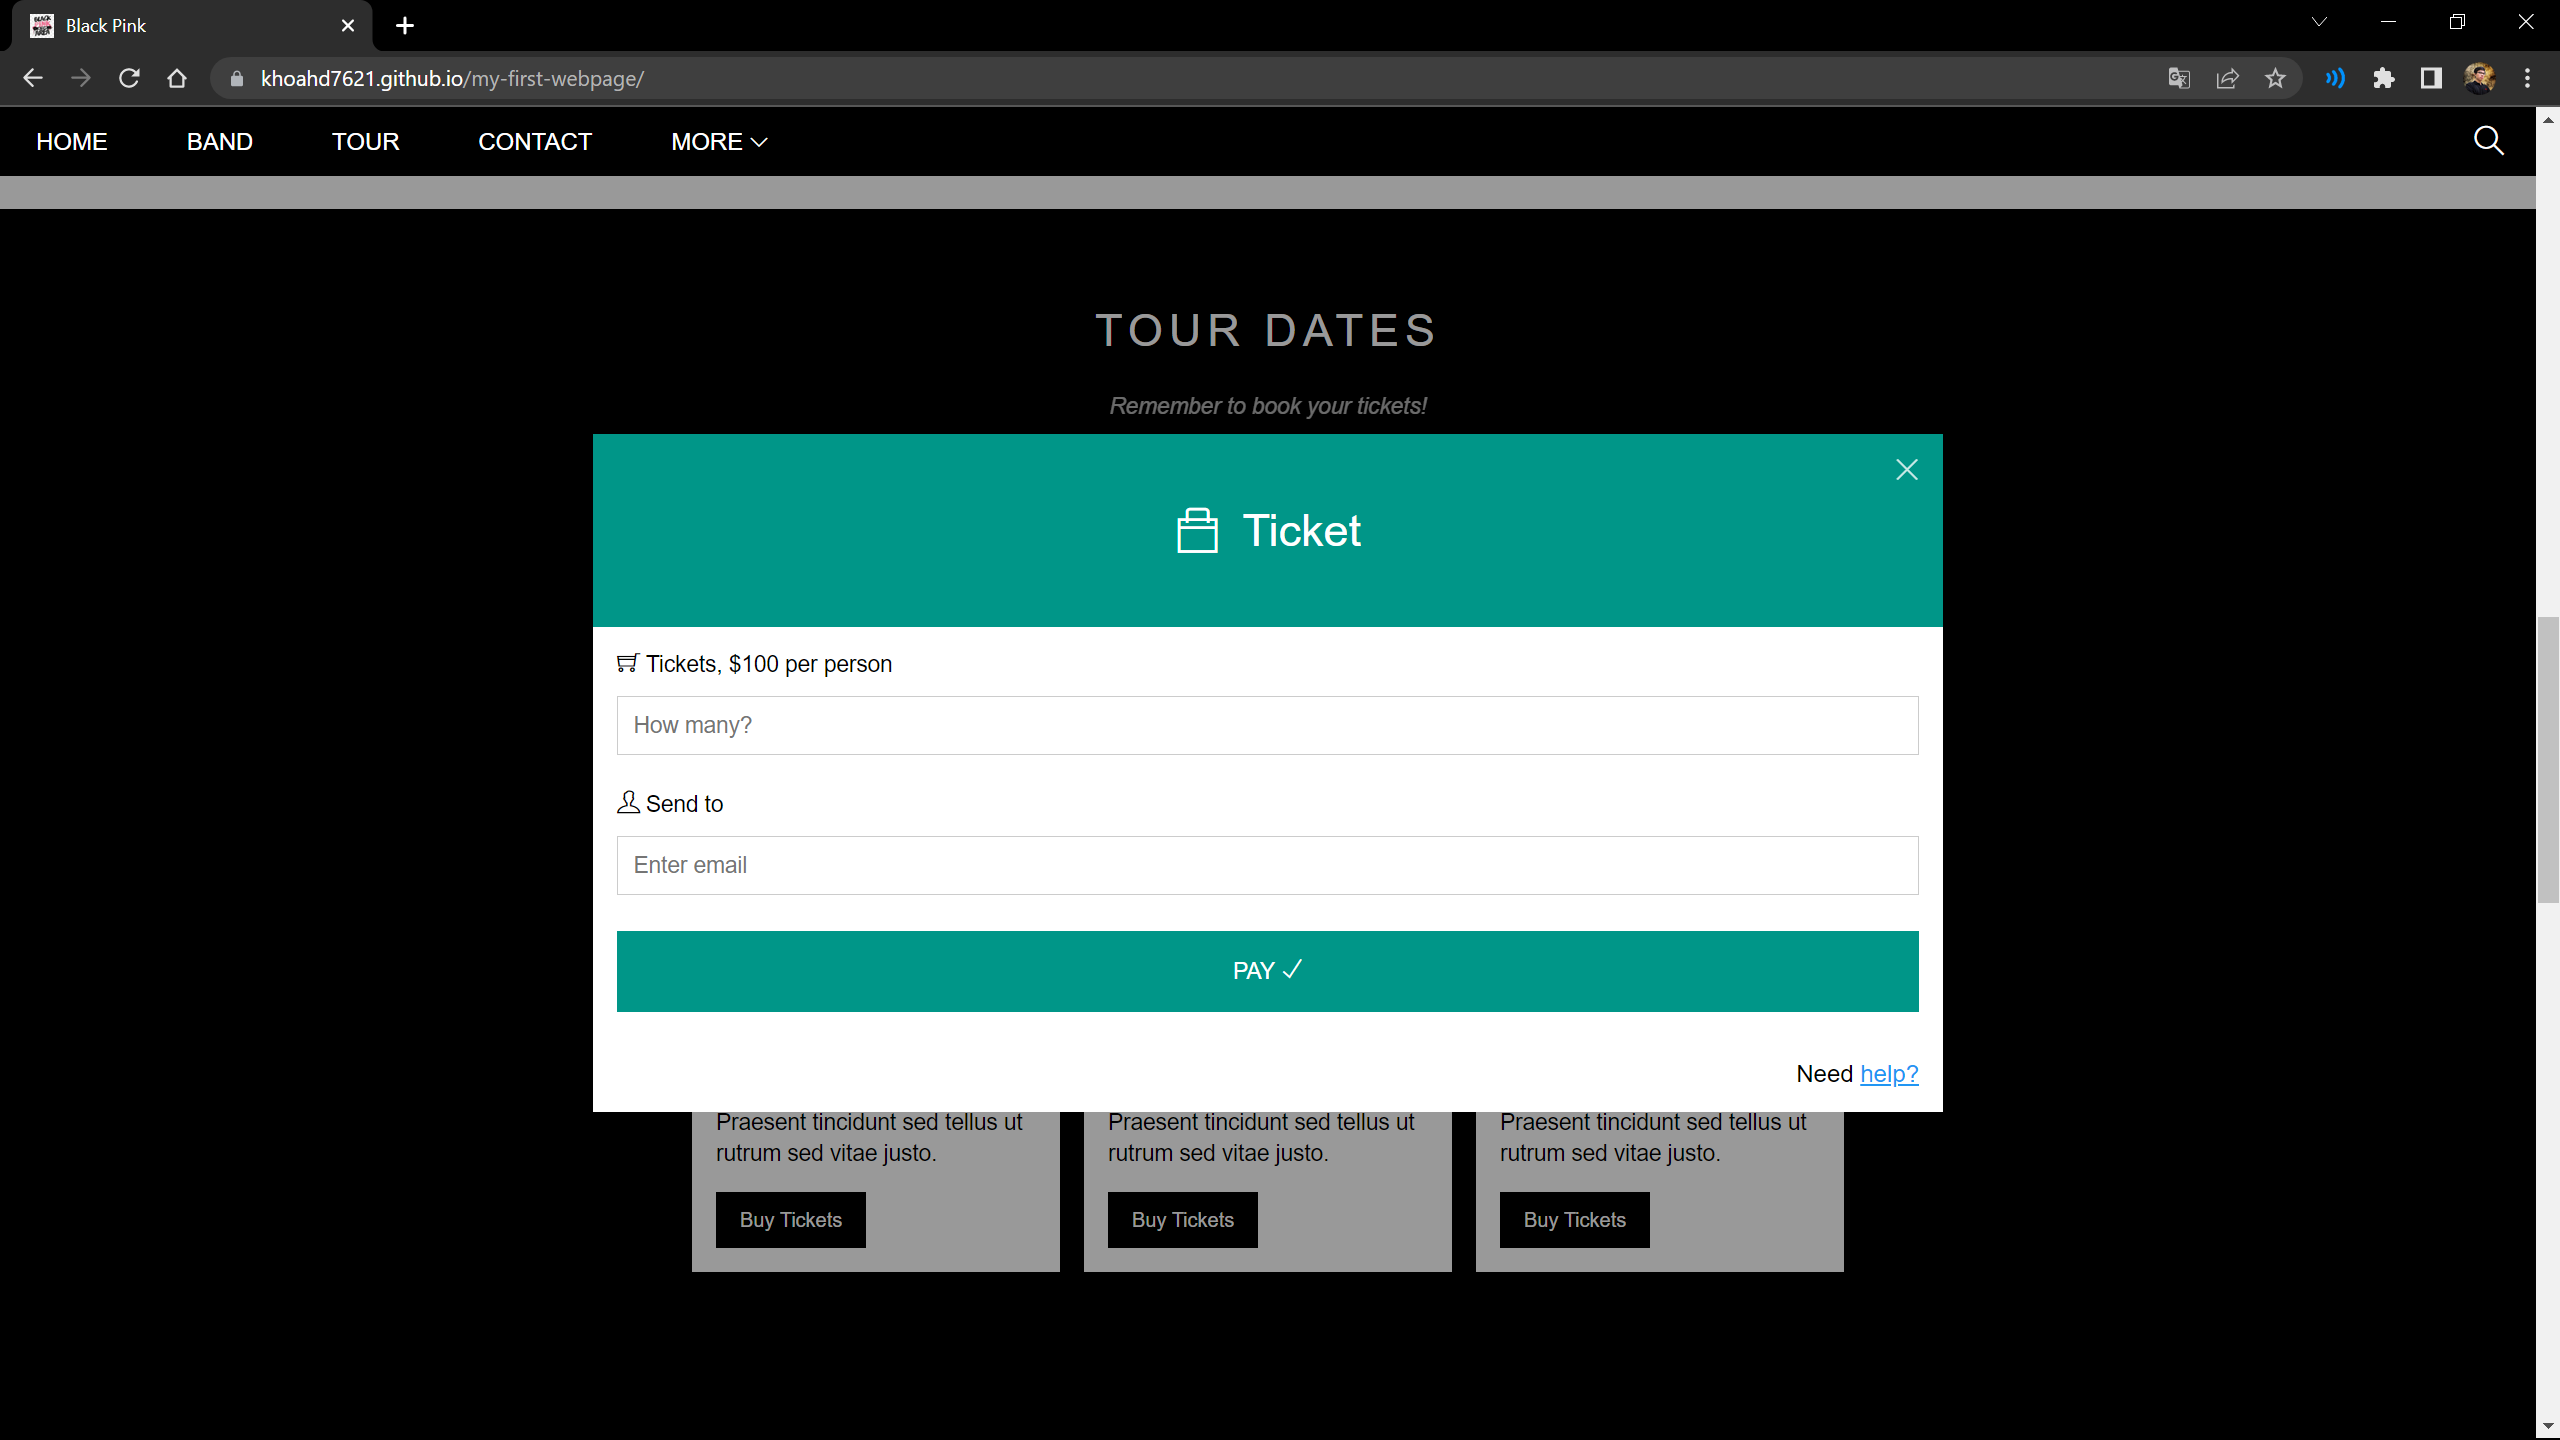 Black Pink
khoahd7621.github.io/my-first-webpage/
HOME BAND TOUR CONTACT MORE
TOUR DATES
Remember to book your tickets!
Ticket
Tickets, $100 per person
How many?
Send to
Enter email
PAY
Need help?
Praesent tincidunt sed tellus ut
rutrum sed vitae justo.
Buy Tickets
Praesent tincidunt sed tellus ut
rutrum sed vitae justo.
Buy Tickets
Praesent tincidunt sed tellus ut
rutrum sed vitae justo.
Buy Tickets